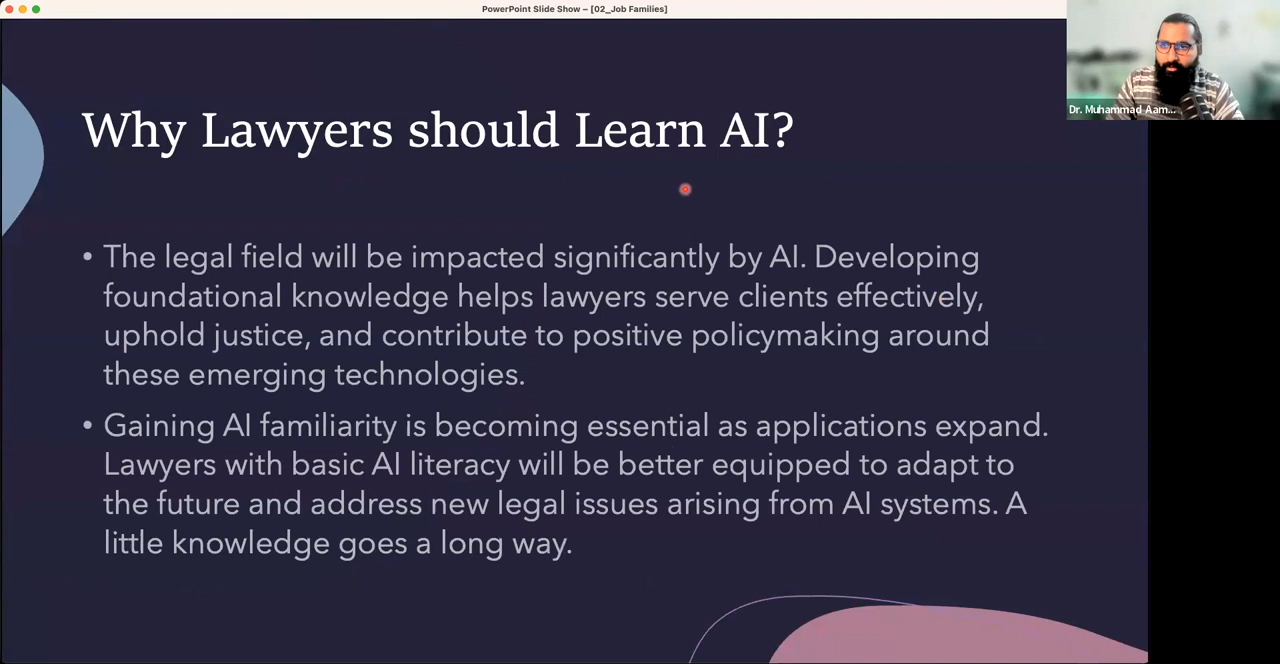 PowerPoint Slide Show – [02_Job Families]
Dr. Muhammad Aam...
Why Lawyers should Learn AI?
• The legal field will be impacted significantly by AI. Developing
foundational knowledge helps lawyers serve clients effectively,
uphold justice, and contribute to positive policymaking around
these emerging technologies.
• Gaining AI familiarity is becoming essential as applications expand.
Lawyers with basic AI literacy will be better equipped to adapt to
the future and address new legal issues arising from AI systems. A
little knowledge goes a long way.